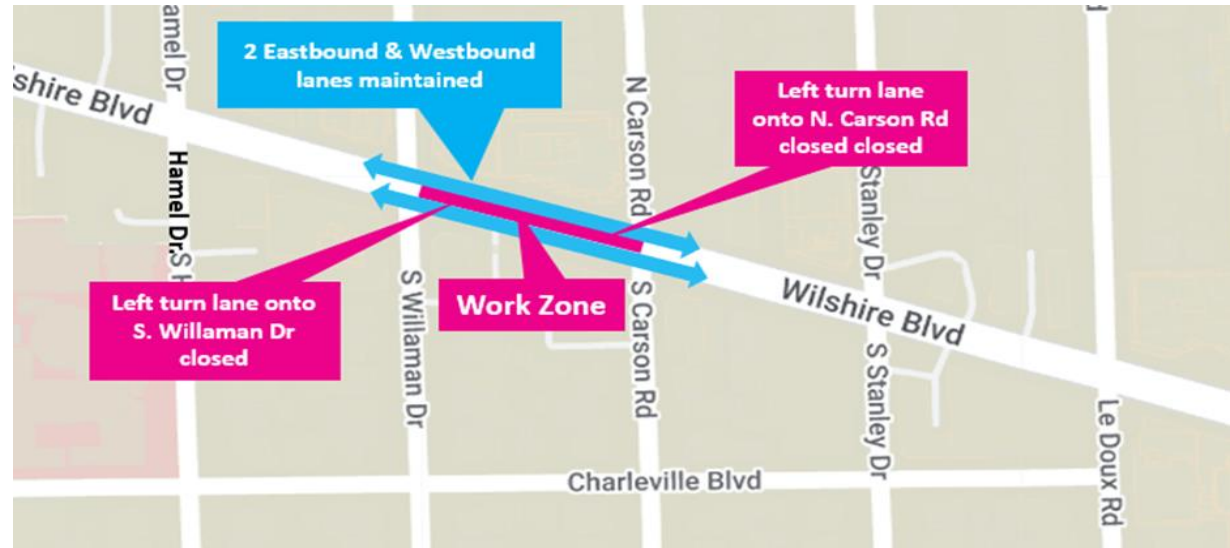 amel Dr
2 Eastbound & Westbound
lanes maintained
shire Blvd
N Carson Rd
Left turn lane
onto N. Carson Rd
closed closed
Hamel Dr.
S H
Stanley Dr
Left turn lane onto
S. Willaman Dr
closed
S Willaman Dr
Work Zone
S Carson Rd
Wilshire Blvd
S Stanley Dr
Le Doux Rd
Charleville Blvd